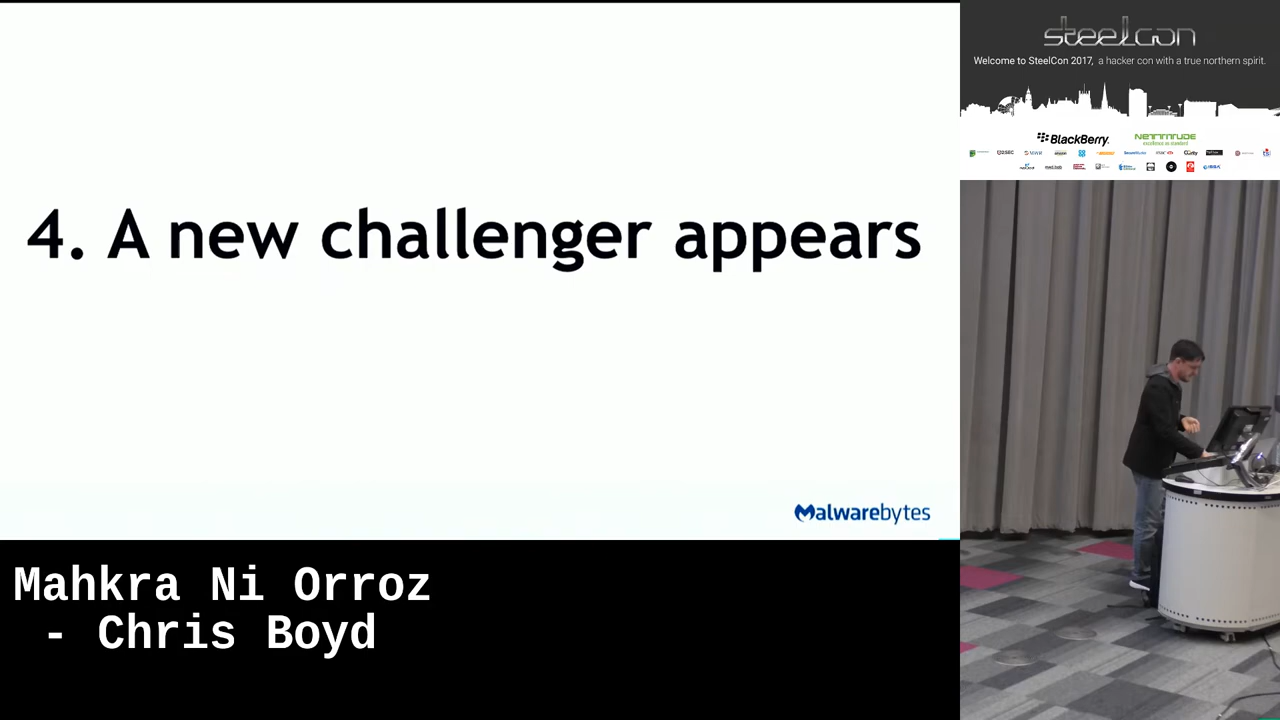 4. A new challenger appears
Malwarebytes
Mahkra Ni Orroz
- Chris Boyd
steelcon
Welcome to SteelCon 2017, a hacker con with a true northern spirit.
BlackBerry
NETTITUDE